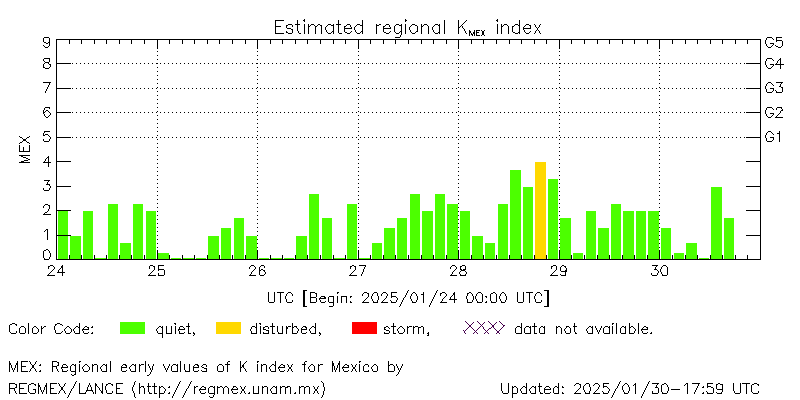 Estimated regional KMEX index
9 G5
8 G4
7 G3
6 G2
5 G1
MEX
4
3
2
1
0
24 25 26 27 28 29 30
UTC [Begin: 2025/01/24 00:00 UTC]
Color Code: quiet, disturbed, storm, data not available.
MEX: Regional early values of K index for Mexico by
REGMEX/LANCE (http://regmex.unam.mx) Updated: 2025/01/30-17:59 UTC